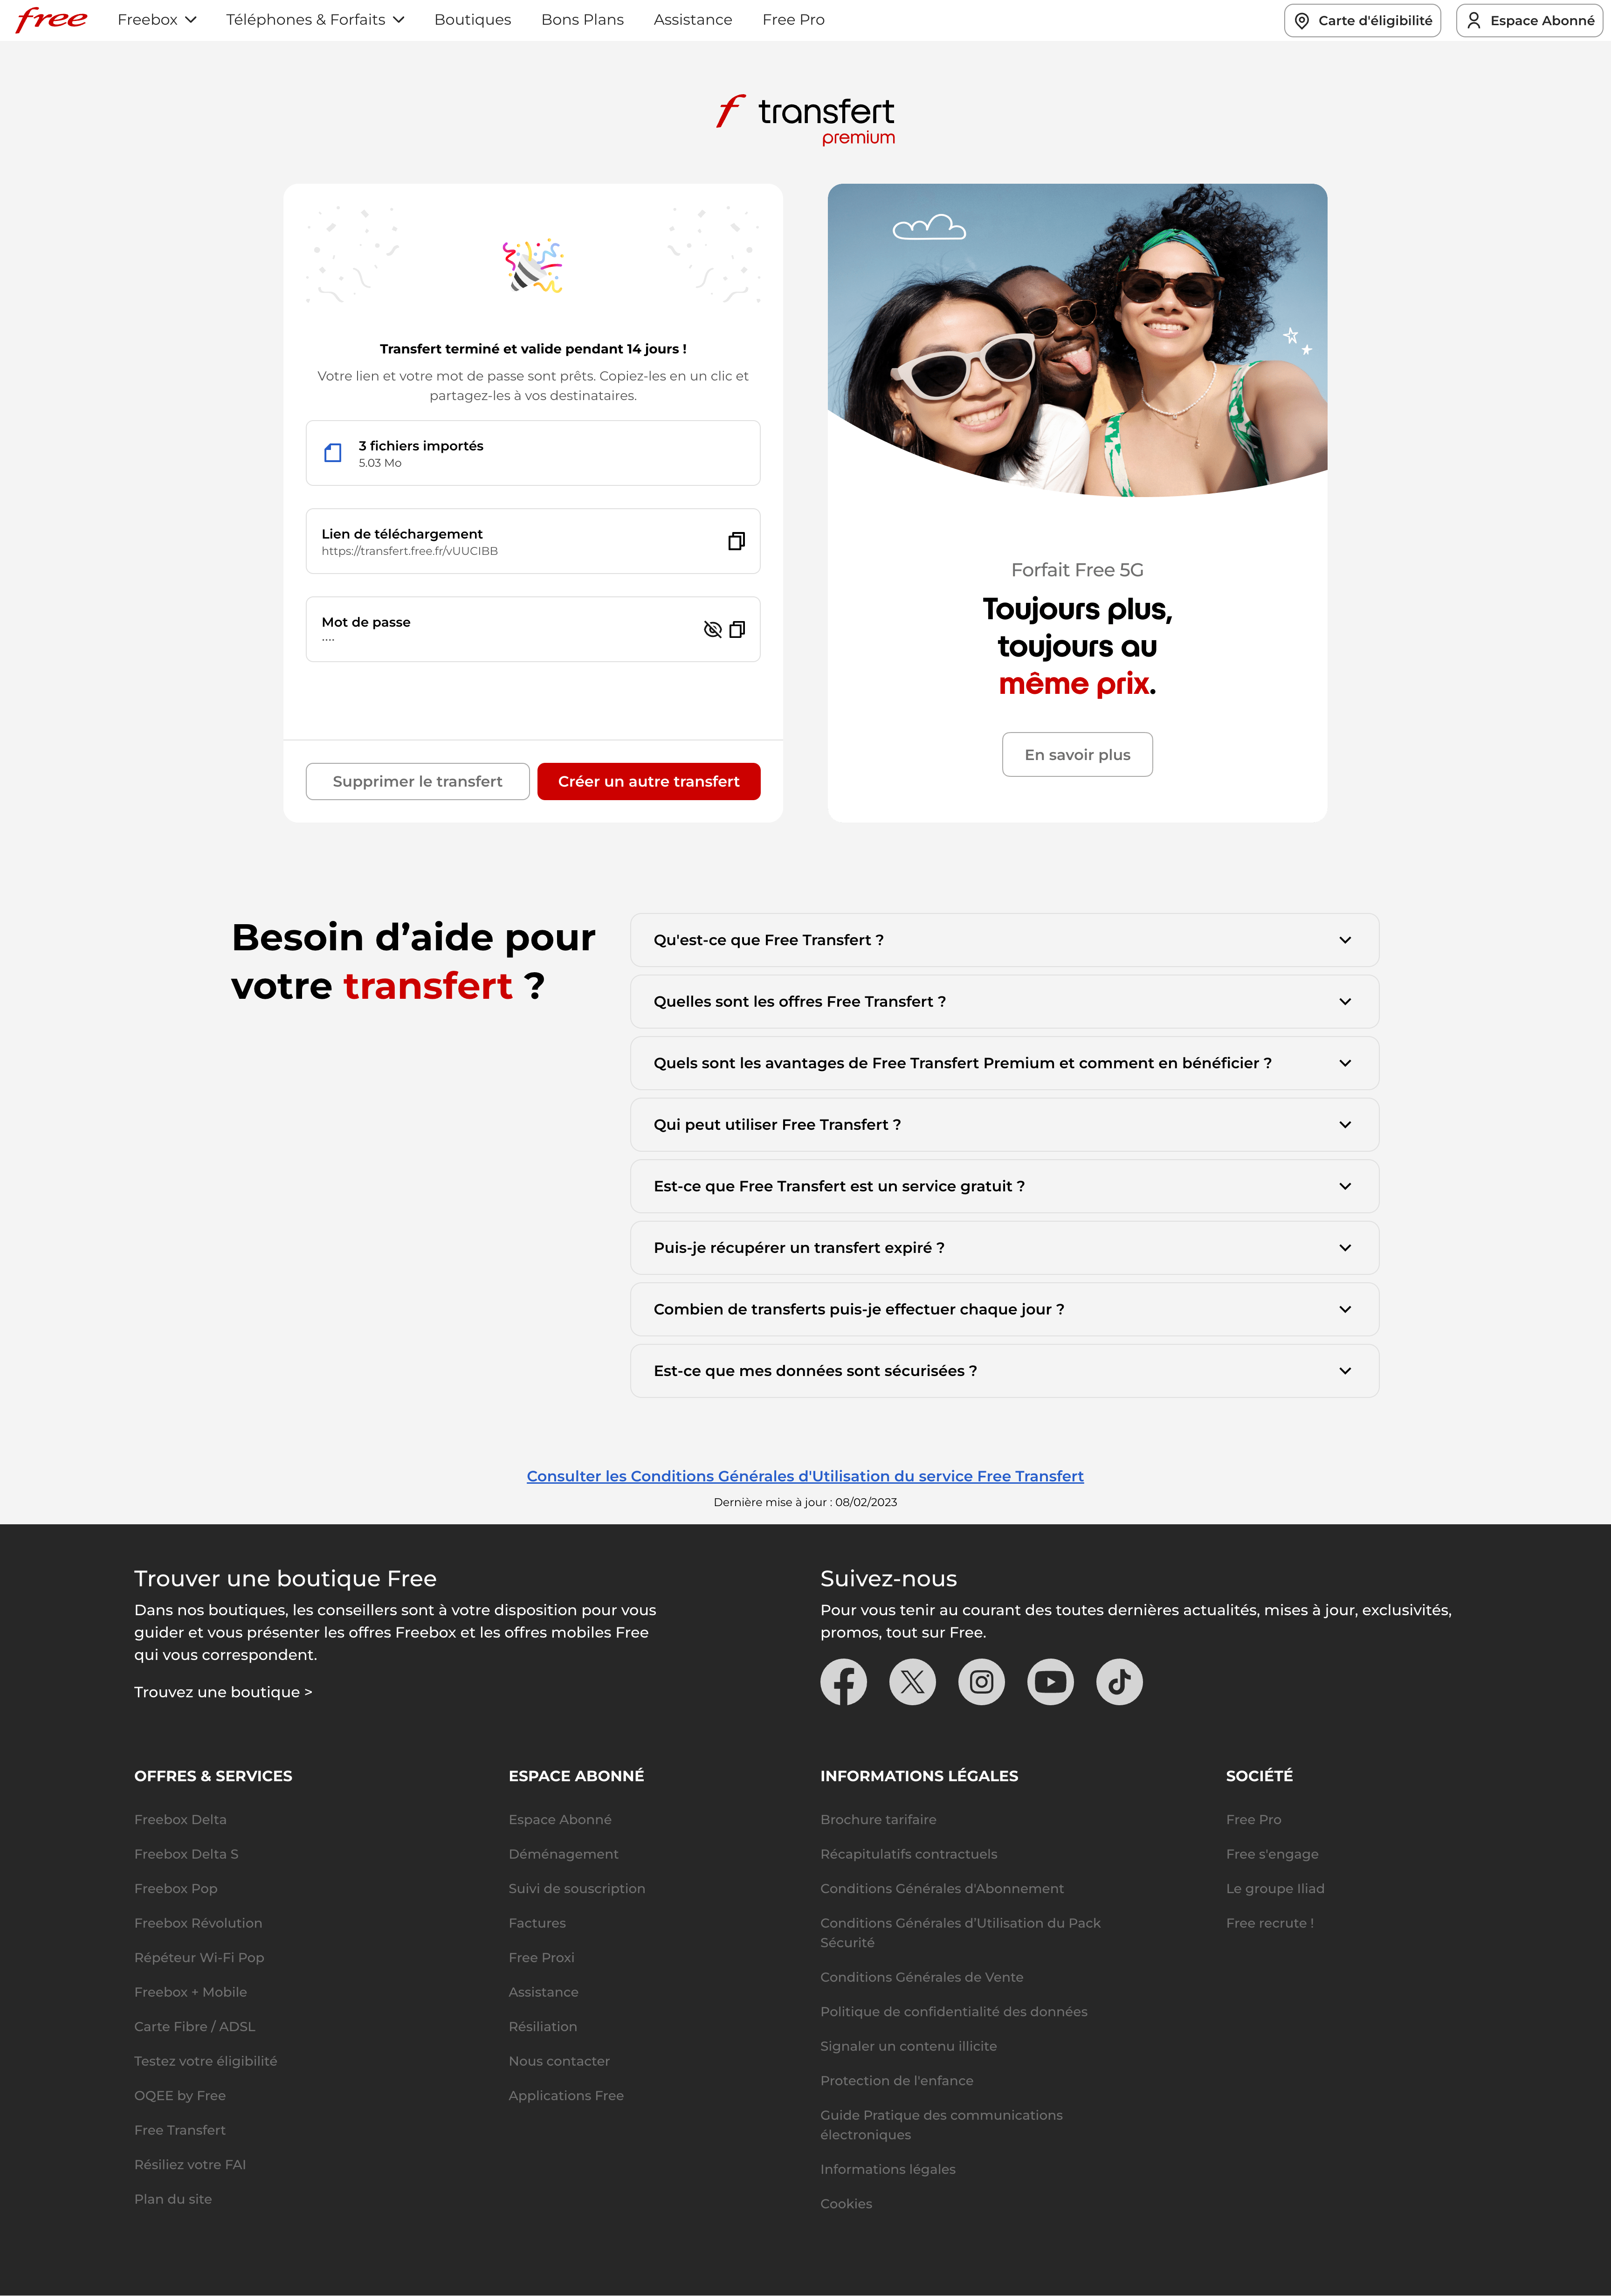 free
Freebox
Téléphones & Forfaits
Boutiques
Bons Plans
Assistance
Free Pro
Carte d'éligibilité
Espace Abonné
f transfert
premium
Transfert terminé et valide pendant 14 jours !
Votre lien et votre mot de passe sont prêts. Copiez-les en un clic et
partagez-les à vos destinataires.
3 fichiers importés
5.03 Mo
Lien de téléchargement
https://transfert.free.fr/vUUCIBB
Mot de passe
....
Supprimer le transfert
Créer un autre transfert
Forfait Free 5G
Toujours plus,
toujours au
même prix.
En savoir plus
Besoin d’aide pour
votre transfert ?
Qu'est-ce que Free Transfert ?
Quelles sont les offres Free Transfert ?
Quels sont les avantages de Free Transfert Premium et comment en bénéficier ?
Qui peut utiliser Free Transfert ?
Est-ce que Free Transfert est un service gratuit ?
Puis-je récupérer un transfert expiré ?
Combien de transferts puis-je effectuer chaque jour ?
Est-ce que mes données sont sécurisées ?
Consulter les Conditions Générales d'Utilisation du service Free Transfert
Dernière mise à jour : 08/02/2023
Trouver une boutique Free
Dans nos boutiques, les conseillers sont à votre disposition pour vous
guider et vous présenter les offres Freebox et les offres mobiles Free
qui vous correspondent.
Trouvez une boutique >
Suivez-nous
Pour vous tenir au courant des toutes dernières actualités, mises à jour, exclusivités,
promos, tout sur Free.
OFFRES & SERVICES
Freebox Delta
Freebox Delta S
Freebox Pop
Freebox Révolution
Répéteur Wi-Fi Pop
Freebox + Mobile
Carte Fibre / ADSL
Testez votre éligibilité
OQEE by Free
Free Transfert
Résiliez votre FAI
Plan du site
ESPACE ABONNÉ
Espace Abonné
Déménagement
Suivi de souscription
Factures
Free Proxi
Assistance
Résiliation
Nous contacter
Applications Free
INFORMATIONS LÉGALES
Brochure tarifaire
Récapitulatifs contractuels
Conditions Générales d'Abonnement
Conditions Générales d’Utilisation du Pack
Sécurité
Conditions Générales de Vente
Politique de confidentialité des données
Signaler un contenu illicite
Protection de l'enfance
Guide Pratique des communications
électroniques
Informations légales
Cookies
SOCIÉTÉ
Free Pro
Free s'engage
Le groupe Iliad
Free recrute !